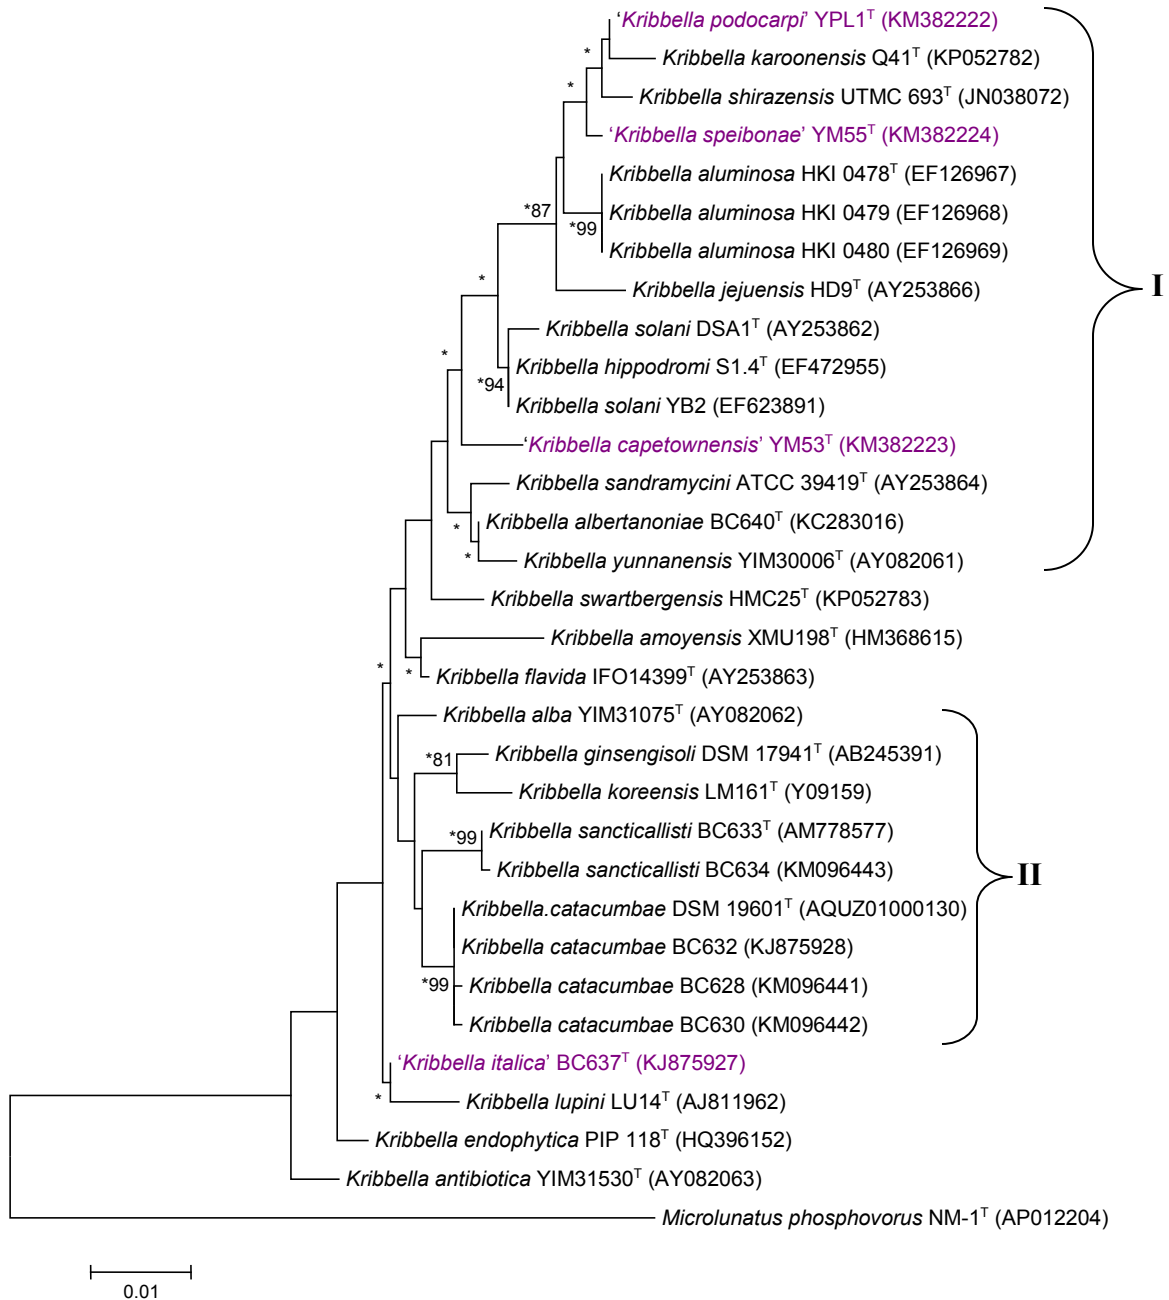 ‘Kribbella podocarpi’ YPL1ᵀ (KM382222)
*
Kribbella karoonensis Q41ᵀ (KP052782)
*
Kribbella shirazensis UTMC 693ᵀ (JN038072)
‘Kribbella speibonae’ YM55ᵀ (KM382224)
Kribbella aluminosa HKI 0478ᵀ (EF126967)
*87
Kribbella aluminosa HKI 0479 (EF126968)
*99
Kribbella aluminosa HKI 0480 (EF126969)
*
Kribbella jejuensis HD9ᵀ (AY253866)
I
Kribbella solani DSA1ᵀ (AY253862)
*
Kribbella hippodromi S1.4ᵀ (EF472955)
*94
Kribbella solani YB2 (EF623891)
‘Kribbella capetownensis’ YM53ᵀ (KM382223)
Kribbella sandramycini ATCC 39419ᵀ (AY253864)
*
Kribbella albertanoniae BC640ᵀ (KC283016)
*
Kribbella yunnanensis YIM30006ᵀ (AY082061)
Kribbella swartbergensis HMC25ᵀ (KP052783)
Kribbella amoyensis XMU198ᵀ (HM368615)
*
*
Kribbella flavida IFO14399ᵀ (AY253863)
Kribbella alba YIM31075ᵀ (AY082062)
*81
Kribbella ginsengisoli DSM 17941ᵀ (AB245391)
Kribbella koreensis LM161ᵀ (Y09159)
*99
Kribbella sancticallisti BC633ᵀ (AM778577)
Kribbella sancticallisti BC634 (KM096443)
II
Kribbella.catacumbae DSM 19601ᵀ (AQUZ01000130)
Kribbella catacumbae BC632 (KJ875928)
*99
Kribbella catacumbae BC628 (KM096441)
Kribbella catacumbae BC630 (KM096442)
‘Kribbella italica’ BC637ᵀ (KJ875927)
*
Kribbella lupini LU14ᵀ (AJ811962)
Kribbella endophytica PIP 118ᵀ (HQ396152)
Kribbella antibiotica YIM31530ᵀ (AY082063)
Microlunatus phosphovorus NM-1ᵀ (AP012204)
0.01